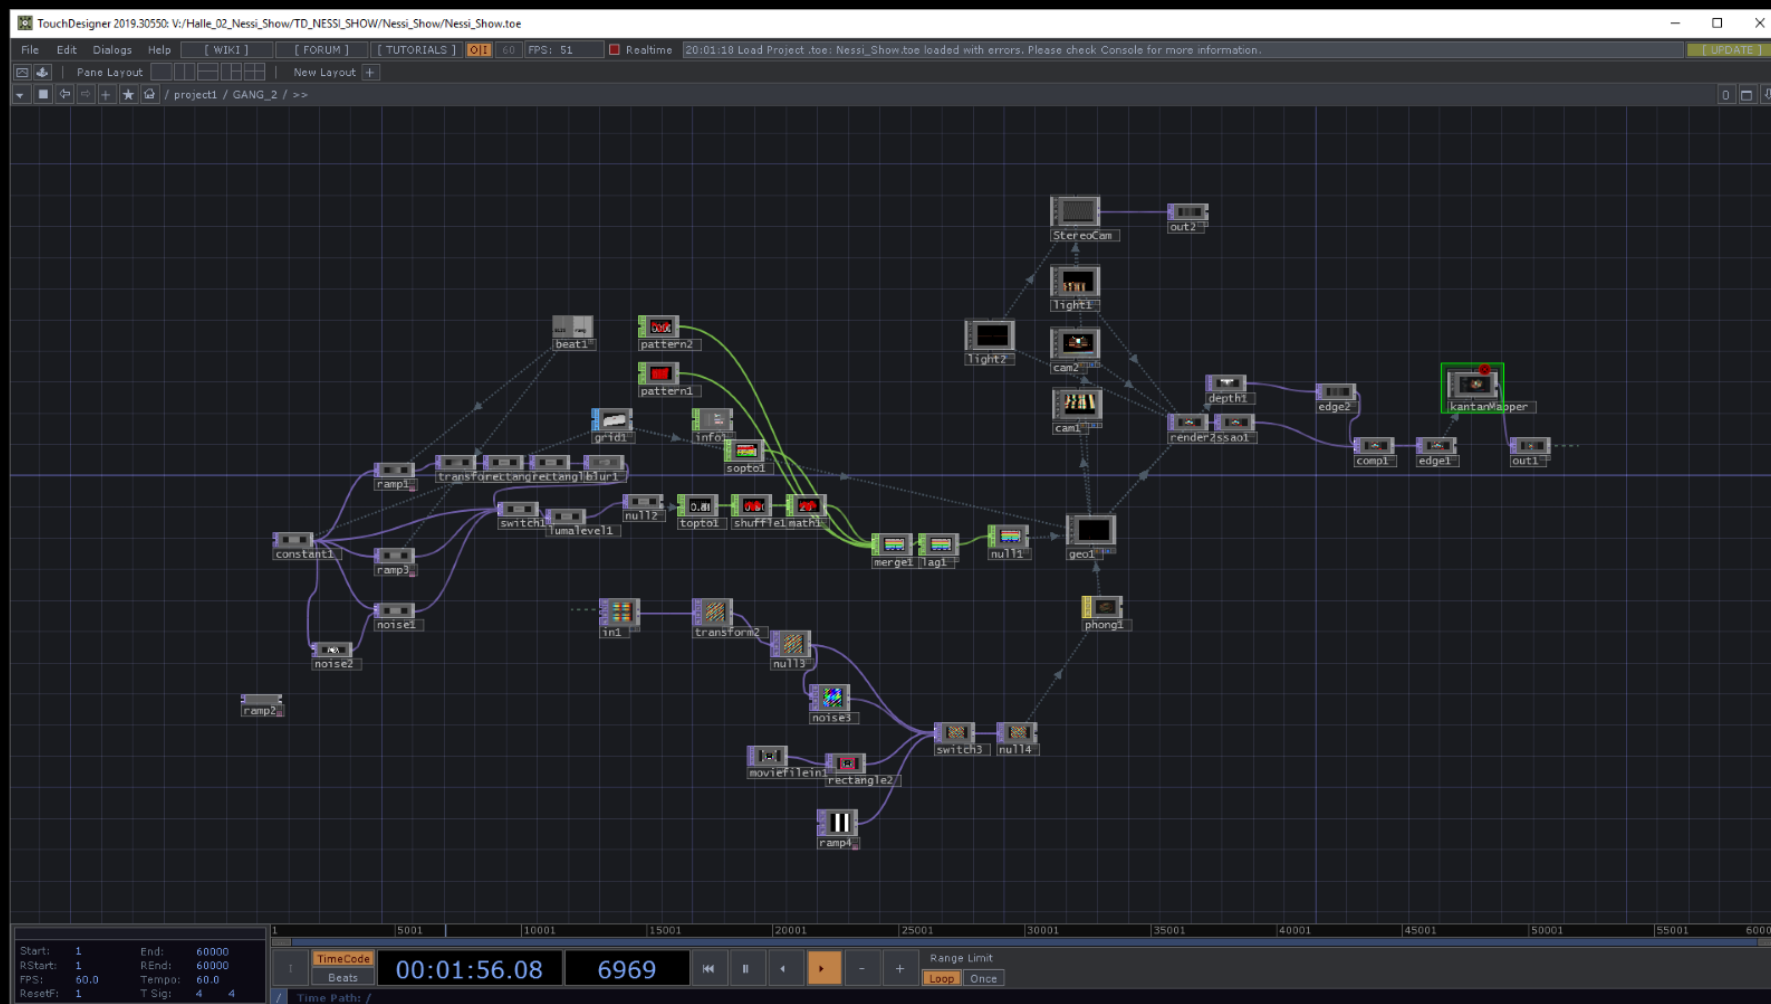 TouchDesigner 2019.30550: V:/Halle_02_Nessi_Show/TD_NESSI_SHOW/Nessi_Show/Nessi_Show.toe
File Edit Dialogs Help [ WIKI ] [ FORUM ] [ TUTORIALS ] O|I 60 FPS: 51 Realtime 20:01:18 Load Project .toe: Nessi_Show.toe loaded with errors. Please check Console for more information. [ UPDATE ]
Pane Layout New Layout +
/ project1 / GANG_2 / >> 0
StereoCam
out2
light1
beat1
pattern2
light2
cam2
pattern1
depth1
edge2
kantanMapper
grid1
info1
cam1
render2
ssao1
sopto1
comp1
edge1
out1
ramp1
transform
rectang
rectangl
blur1
switch1
lumalevel1
null2
topto1
shuffle1
math1
constant1
ramp3
merge1
lag1
null1
geo1
noise1
in1
transform2
phong1
noise2
null3
ramp2
noise3
switch3
null4
moviefilein1
rectangle2
ramp4
1 5001 10001 15001 20001 25001 30001 35001 40001 45001 50001 55001 6000
Start: 1 End: 60000
RStart: 1 REnd: 60000
FPS: 60.0 Tempo: 60.0
ResetF: 1 T Sig: 4 4
TimeCode
Beats
00:01:56.08
6969
- +
Range Limit
Loop Once
/ Time Path: /